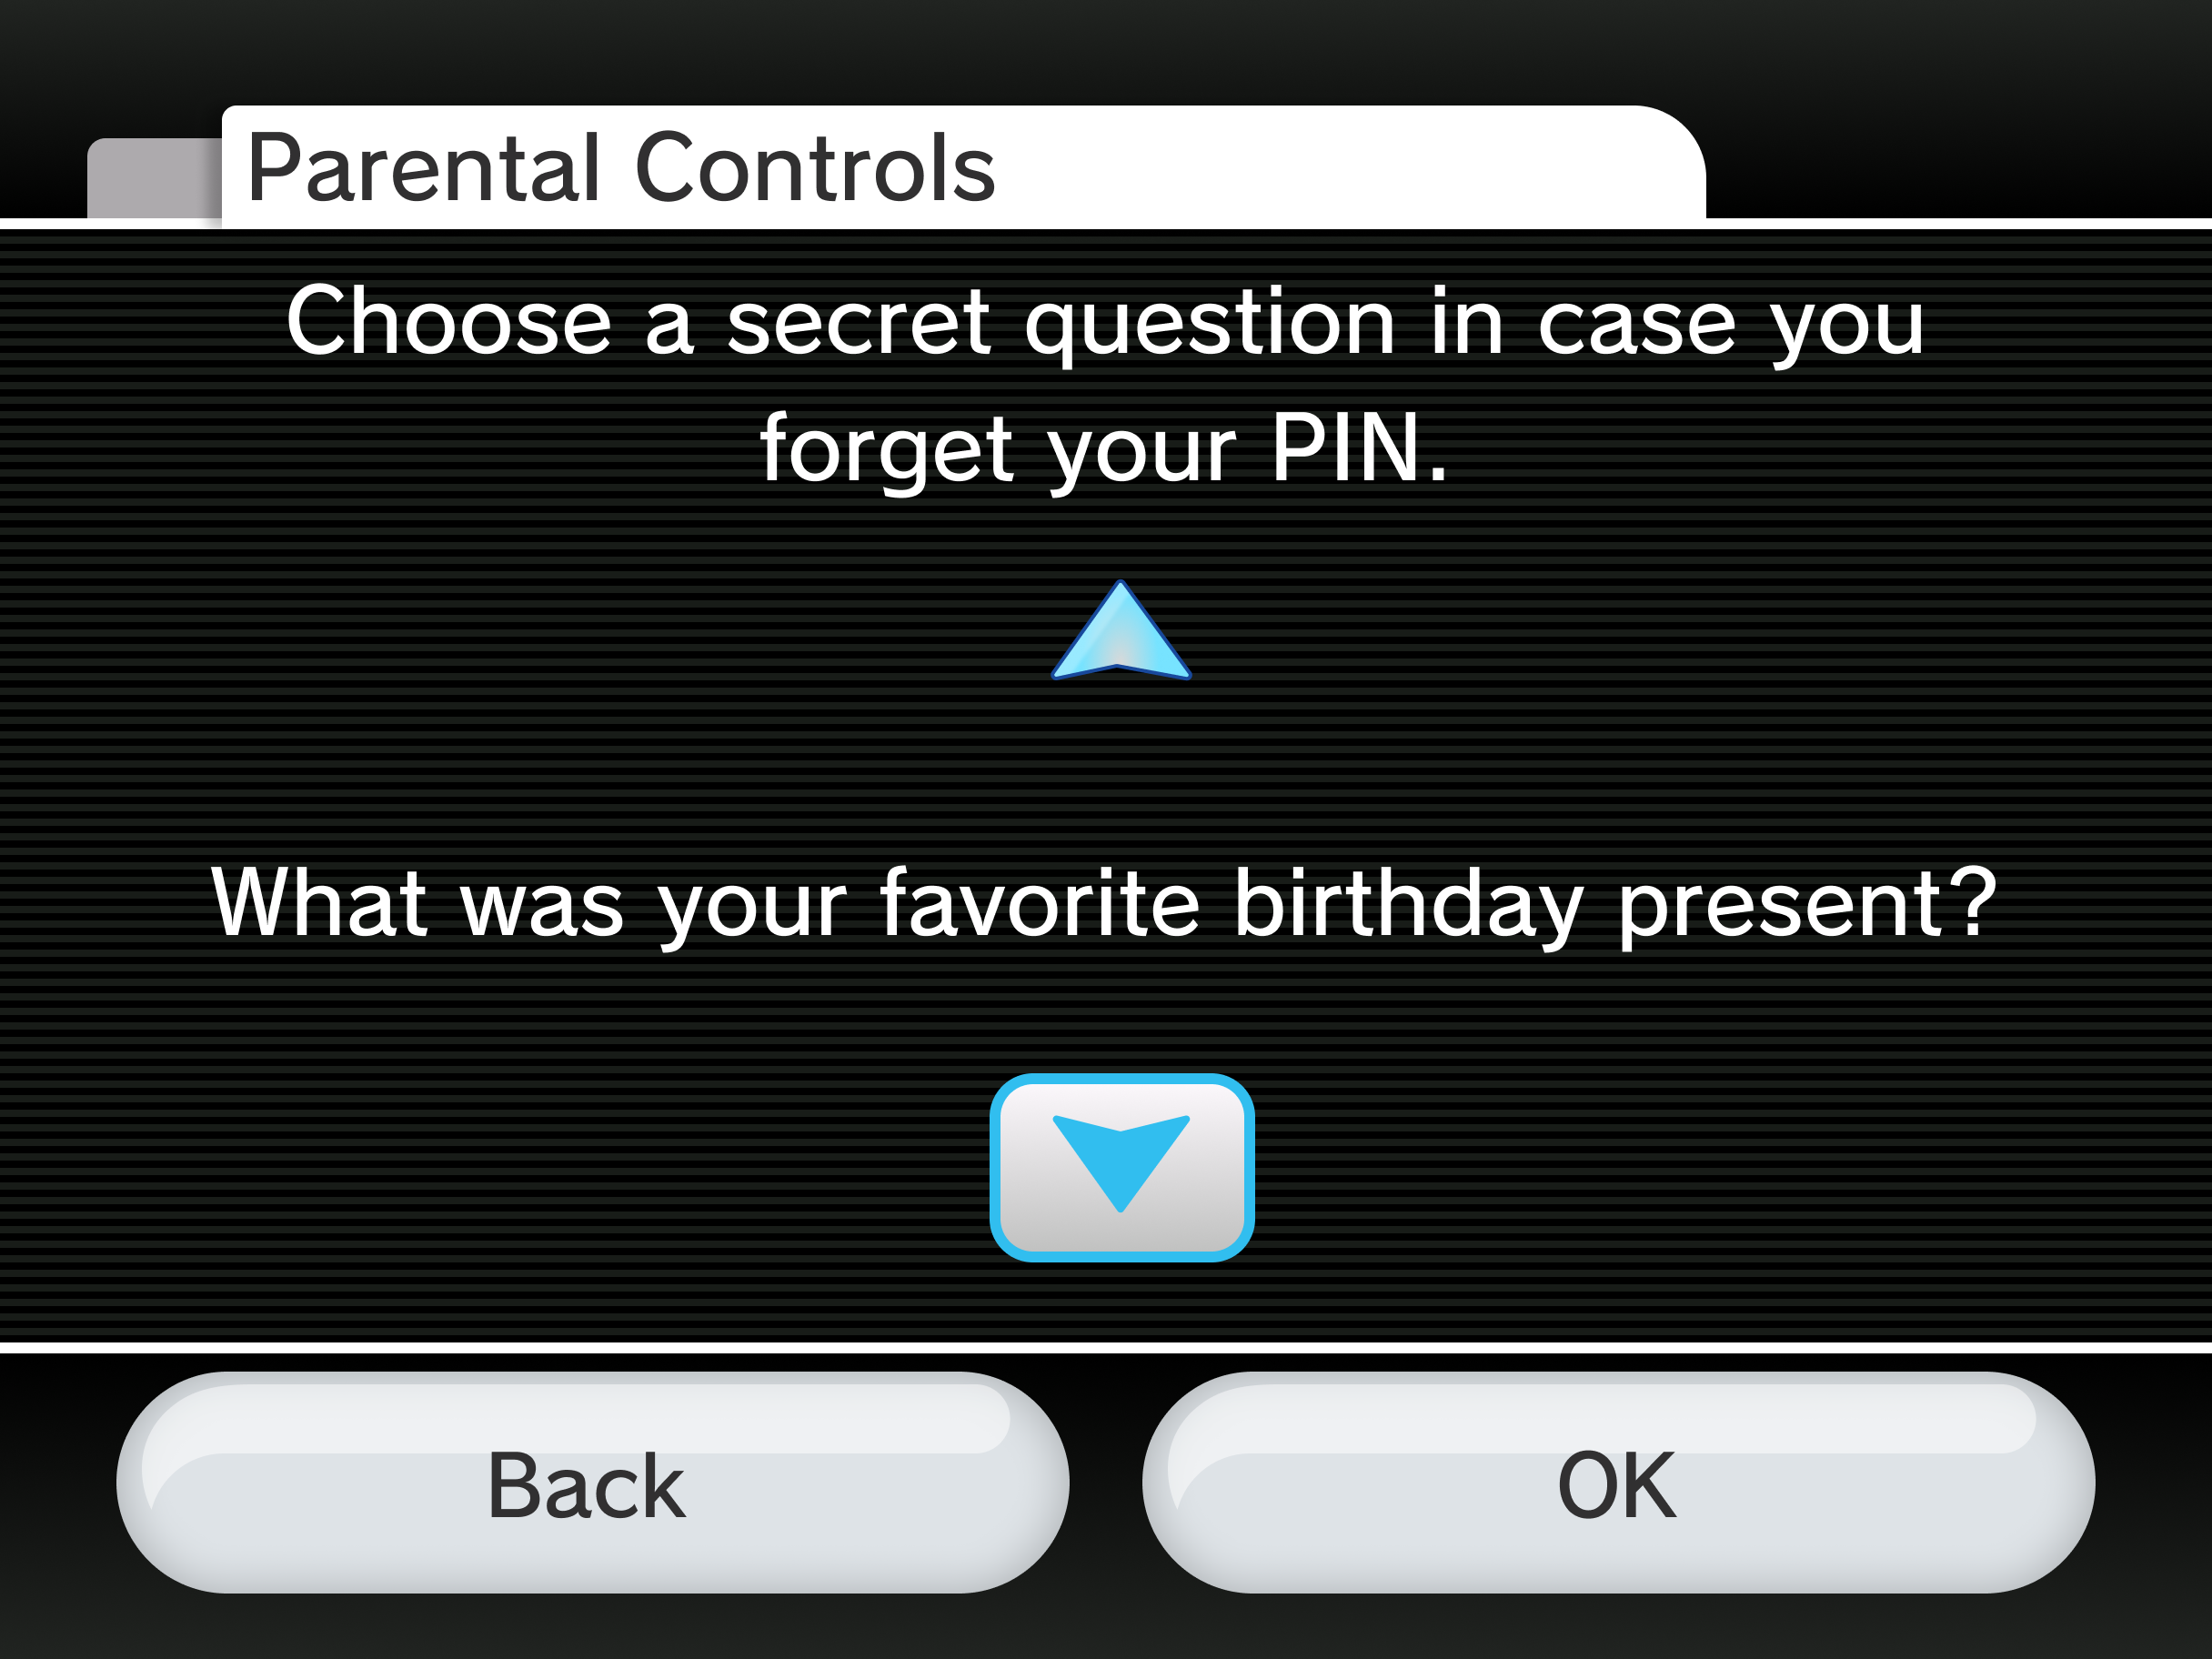 Parental Controls
Choose a secret question in case you
forget your PIN.
What was your favorite birthday present?
Back
OK